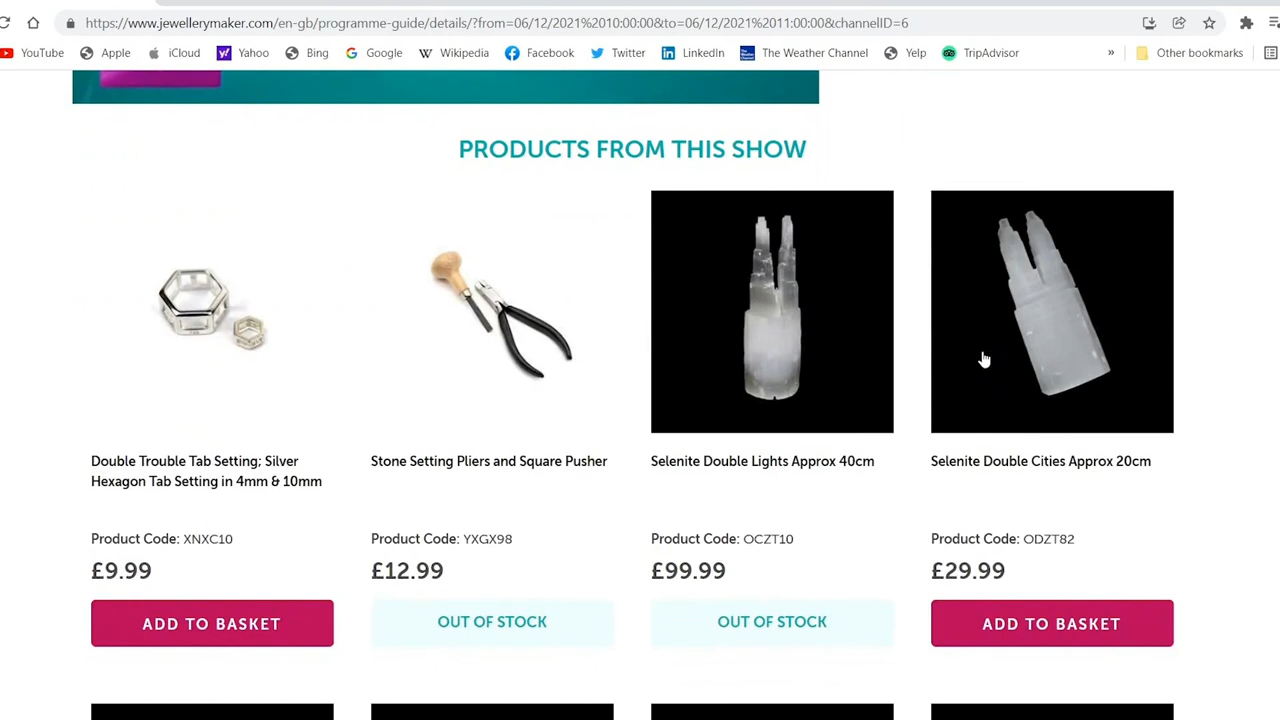 https://www.jewellerymaker.com/en-gb/programme-guide/details/?from=06/12/2021%2010:00:00&to=06/12/2021%2011:00:00&channelID=6
YouTube Apple iCloud Yahoo Bing Google Wikipedia Facebook Twitter LinkedIn The Weather Channel Yelp TripAdvisor » Other bookmarks
PRODUCTS FROM THIS SHOW
Double Trouble Tab Setting; Silver
Hexagon Tab Setting in 4mm & 10mm
Product Code: XNXC10
£9.99
ADD TO BASKET
Stone Setting Pliers and Square Pusher
Product Code: YXGX98
£12.99
OUT OF STOCK
Selenite Double Lights Approx 40cm
Product Code: OCZT10
£99.99
OUT OF STOCK
Selenite Double Cities Approx 20cm
Product Code: ODZT82
£29.99
ADD TO BASKET